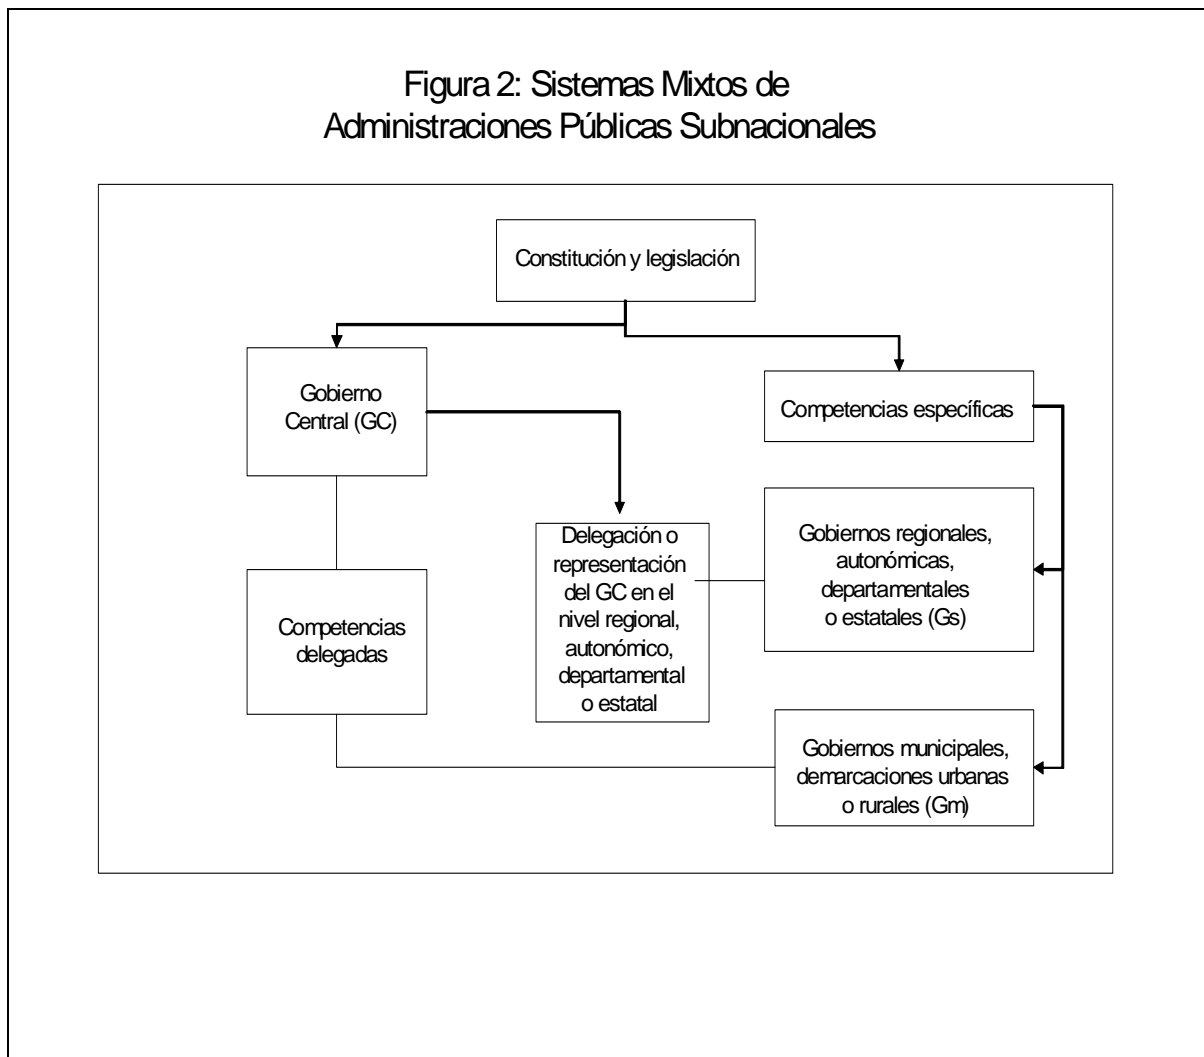 Figura 2: Sistemas Mixtos de
Administraciones Públicas Subnacionales
Constitución y legislación
Gobierno
Central (GC)
Competencias específicas
Delegación o
representación
del GC en el
nivel regional,
autonómico,
departamental
o estatal
Gobiernos regionales,
autonómicas,
departamentales
o estatales (Gs)
Competencias
delegadas
Gobiernos municipales,
demarcaciones urbanas
o rurales (Gm)